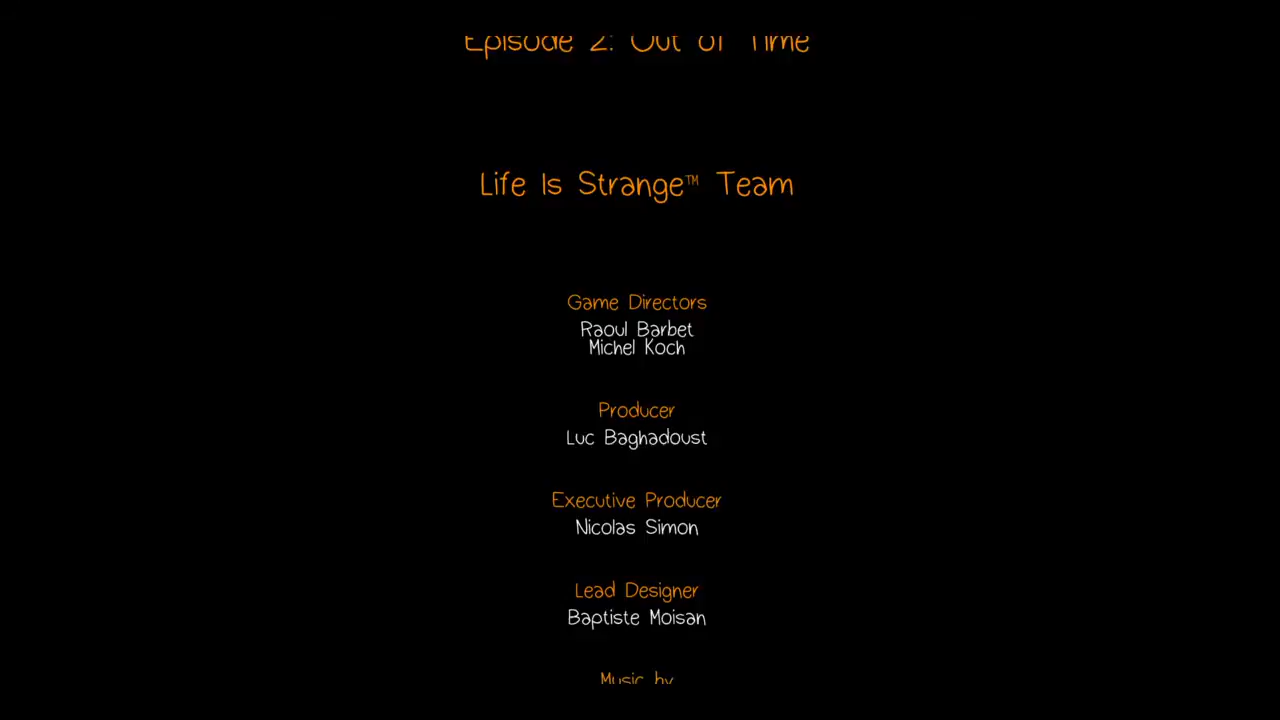 Episode 2: Out of Time
Life Is Strange™ Team
Game Directors
Raoul Barbet
Michel Koch
Producer
Luc Baghadoust
Executive Producer
Nicolas Simon
Lead Designer
Baptiste Moisan
Music by